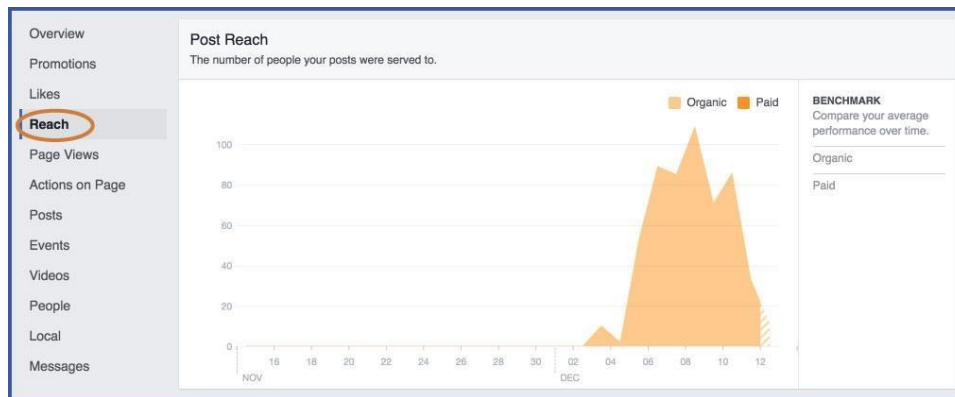 Overview
Promotions
Likes
Reach
Page Views
Actions on Page
Posts
Events
Videos
People
Local
Messages
Post Reach
The number of people your posts were served to.
Organic Paid
100
80
60
40
20
0
16 18 20 22 24 26 28 30 02 04 06 08 10 12
NOV DEC
BENCHMARK
Compare your average
performance over time.
Organic
Paid